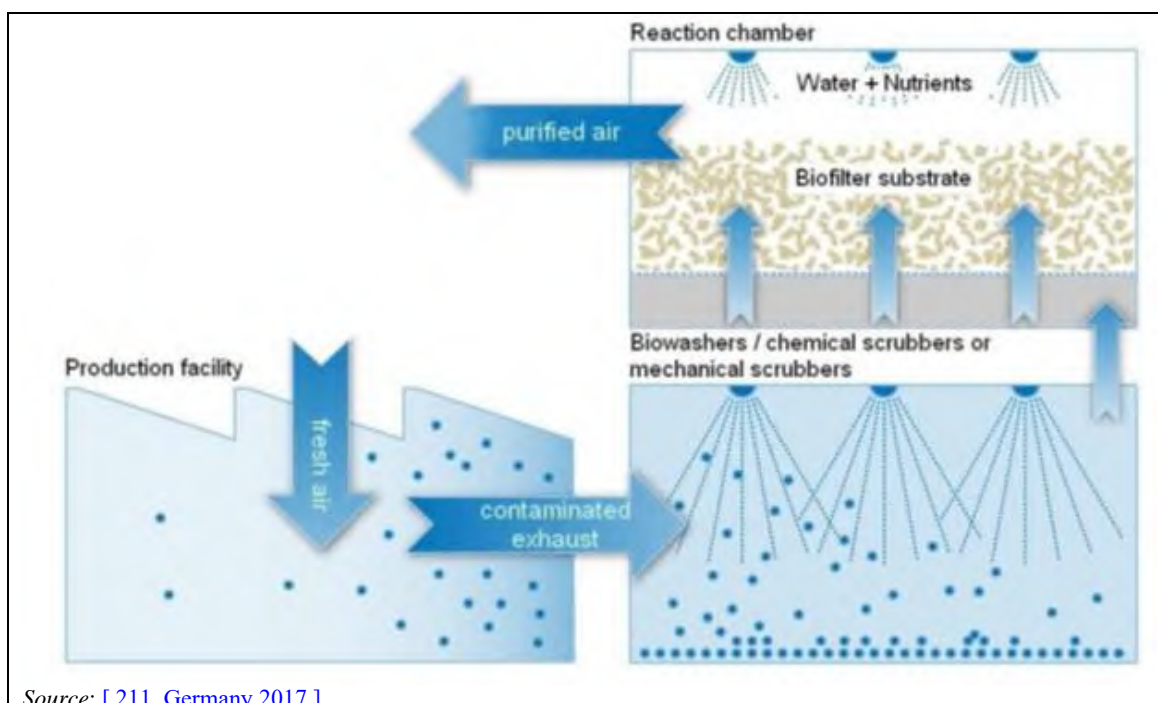 Reaction chamber
Water + Nutrients
purified air
Biofilter substrate
Biowashers / chemical scrubbers or
mechanical scrubbers
Production facility
fresh air
contaminated
exhaust
Source: [ 211, Germany 2017 ]